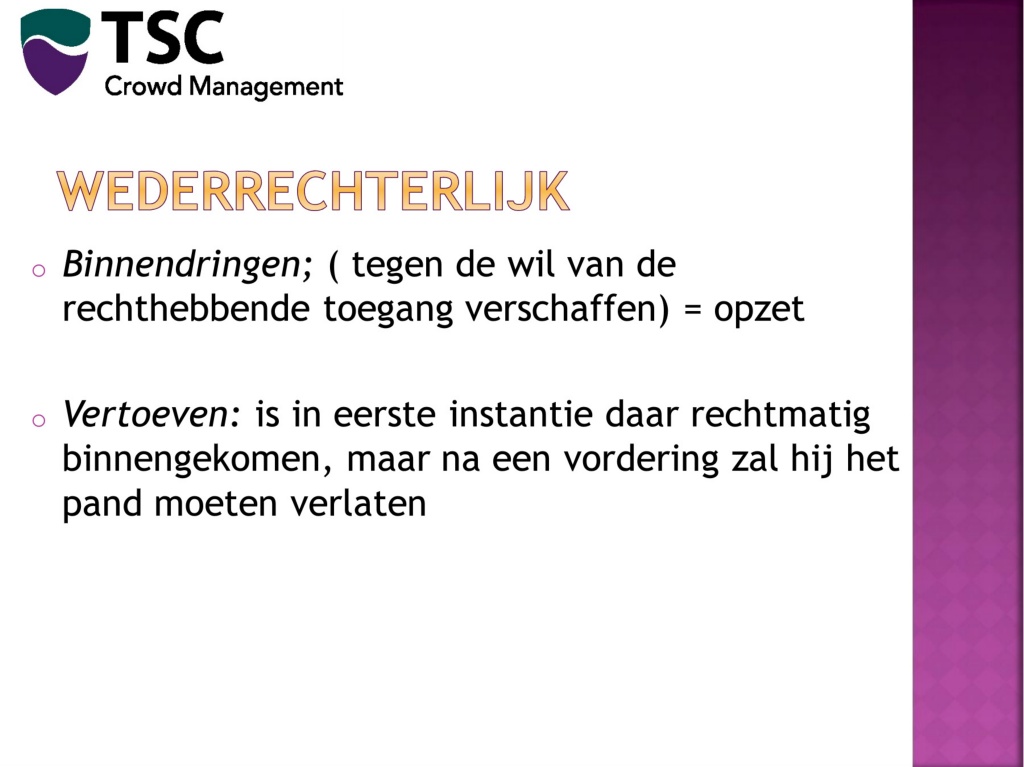 TSC
Crowd Management
WEDERRECHTERLIJK
o Binnendringen; ( tegen de wil van de
rechthebbende toegang verschaffen) = opzet
o Vertoeven: is in eerste instantie daar rechtmatig
binnengekomen, maar na een vordering zal hij het
pand moeten verlaten